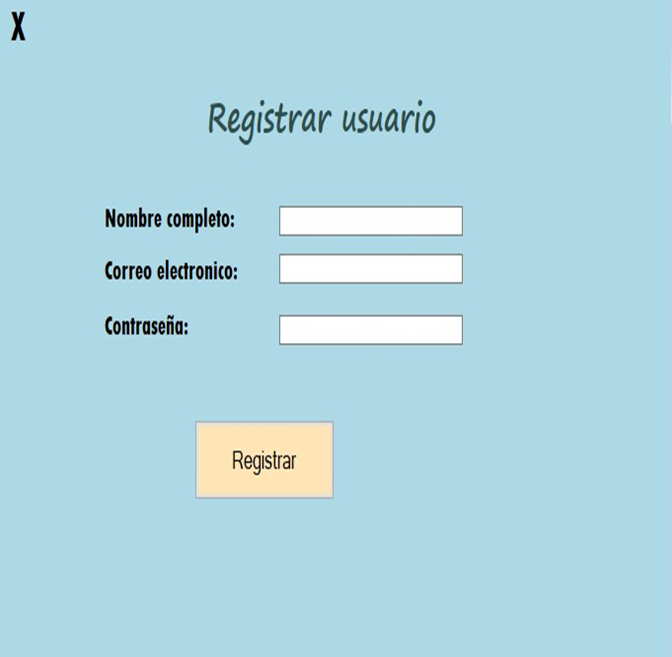 X
Registrar usuario
Nombre completo:
Correo electronico:
Contraseña:
Registrar